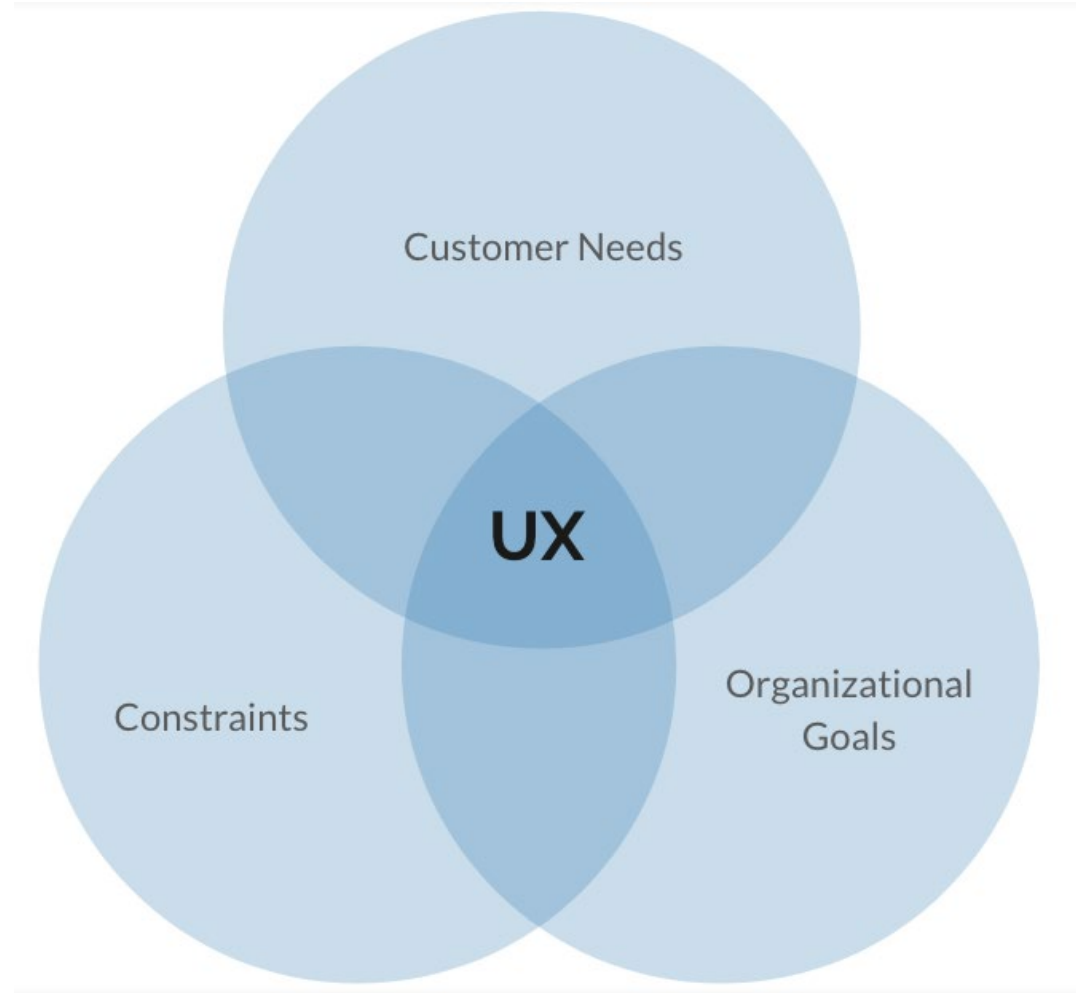 Customer Needs
UX
Constraints
Organizational
Goals